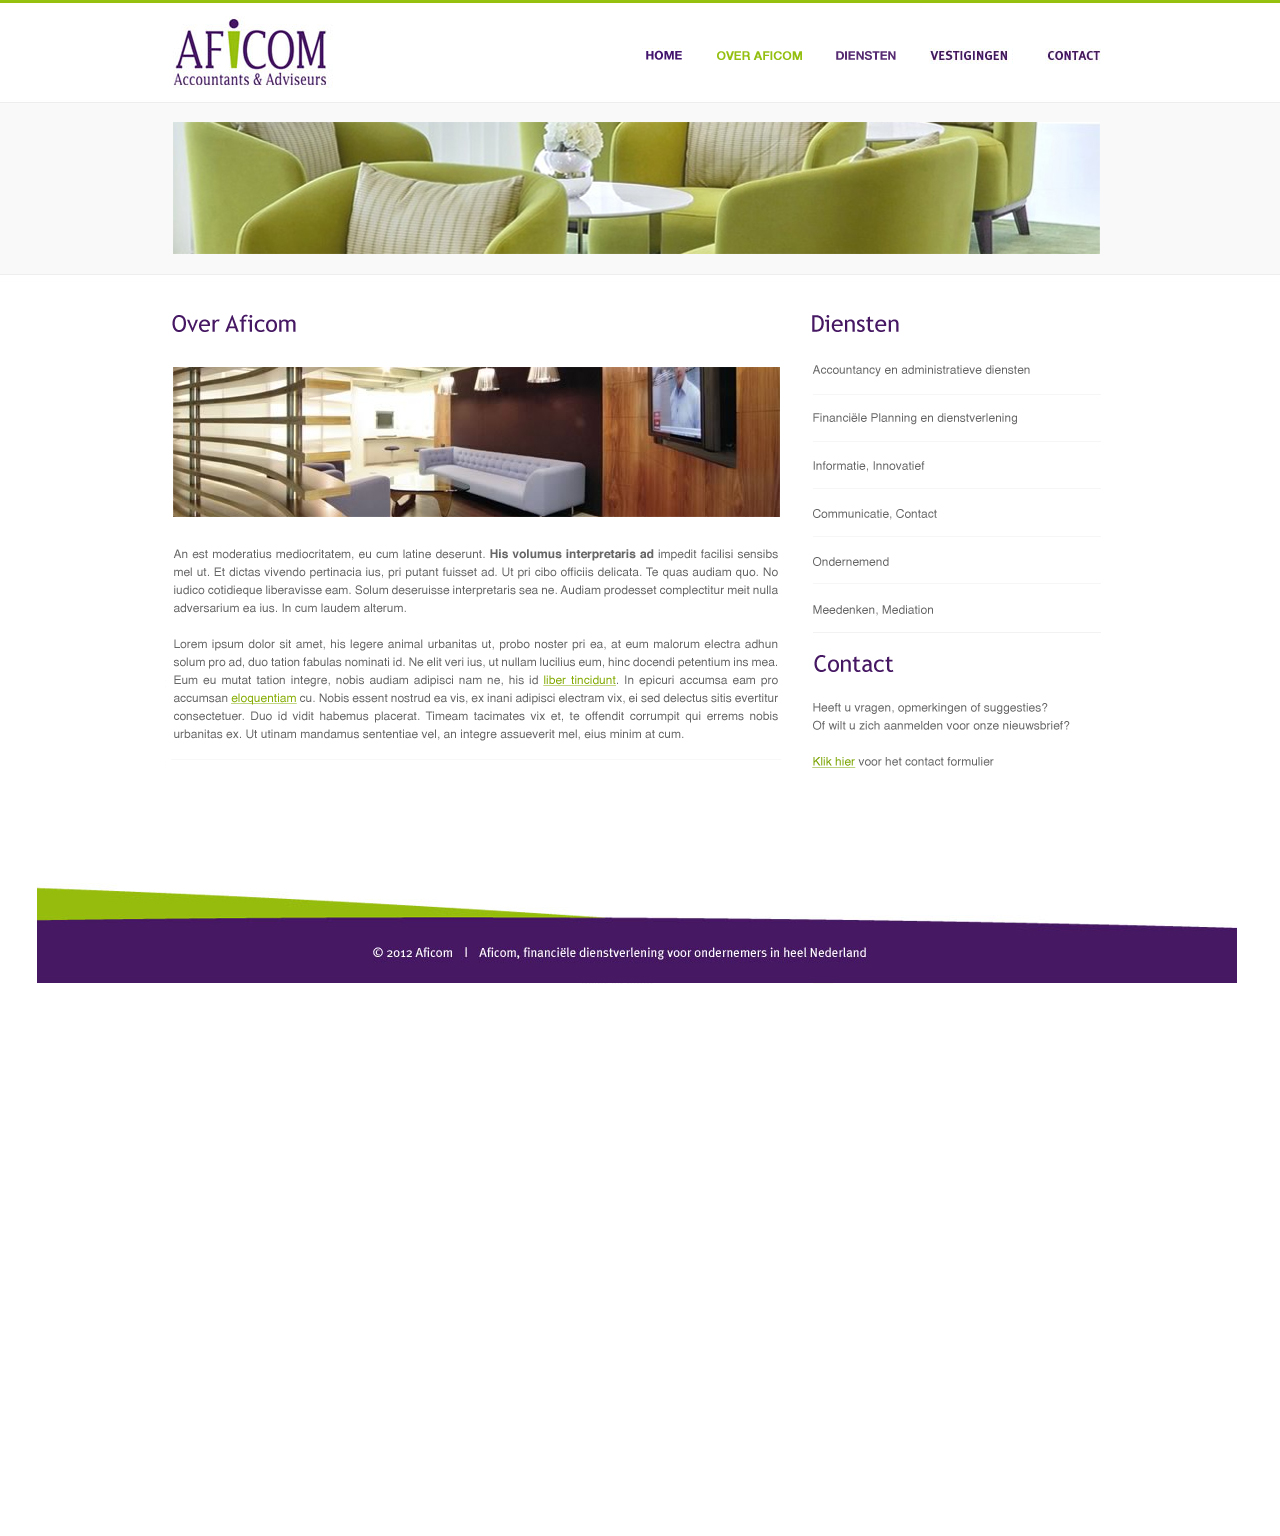 AFiCOM
Accountants & Adviseurs
HOME OVER AFICOM DIENSTEN VESTIGINGEN CONTACT
Over Aficom
An est moderatius mediocritatem, eu cum latine deserunt. His volumus interpretaris ad impedit facilisi sensibs
mel ut. Et dictas vivendo pertinacia ius, pri putant fuisset ad. Ut pri cibo officiis delicata. Te quas audiam quo. No
iudico cotidieque liberavisse eam. Solum deseruisse interpretaris sea ne. Audiam prodesset complectitur meit nulla
adversarium ea ius. In cum laudem alterum.
Lorem ipsum dolor sit amet, his legere animal urbanitas ut, probo noster pri ea, at eum malorum electra adhun
solum pro ad, duo tation fabulas nominati id. Ne elit veri ius, ut nullam lucilius eum, hinc docendi petentium ins mea.
Eum eu mutat tation integre, nobis audiam adipisci nam ne, his id liber tincidunt. In epicuri accumsa eam pro
accumsan eloquentiam cu. Nobis essent nostrud ea vis, ex inani adipisci electram vix, ei sed delectus sitis evertitur
consectetuer. Duo id vidit habemus placerat. Timeam tacimates vix et, te offendit corrumpit qui errems nobis
urbanitas ex. Ut utinam mandamus sententiae vel, an integre assueverit mel, eius minim at cum.
Diensten
Accountancy en administratieve diensten
Financiële Planning en dienstverlening
Informatie, Innovatief
Communicatie, Contact
Ondernemend
Meedenken, Mediation
Contact
Heeft u vragen, opmerkingen of suggesties?
Of wilt u zich aanmelden voor onze nieuwsbrief?
Klik hier voor het contact formulier
© 2012 Aficom | Aficom, financiële dienstverlening voor ondernemers in heel Nederland